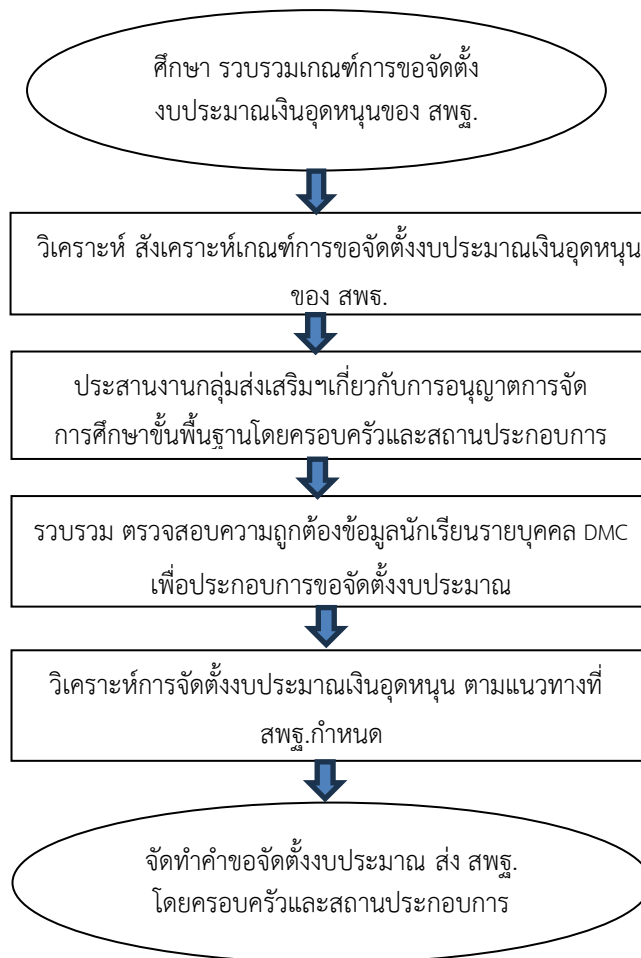 ศึกษา รวบรวมเกณฑ์การขอจัดตั้ง
งบประมาณเงินอุดหนุนของ สพฐ.
วิเคราะห์ สังเคราะห์เกณฑ์การขอจัดตั้งงบประมาณเงินอุดหนุน
ของ สพฐ.
ประสานงานกลุ่มส่งเสริมฯเกี่ยวกับการอนุญาตการจัด
การศึกษาขั้นพื้นฐานโดยครอบครัวและสถานประกอบการ
รวบรวม ตรวจสอบความถูกต้องข้อมูลนักเรียนรายบุคคล DMC
เพื่อประกอบการขอจัดตั้งงบประมาณ
วิเคราะห์การจัดตั้งงบประมาณเงินอุดหนุน ตามแนวทางที่
สพฐ.กำหนด
จัดทำคำขอจัดตั้งงบประมาณ ส่ง สพฐ.
โดยครอบครัวและสถานประกอบการ